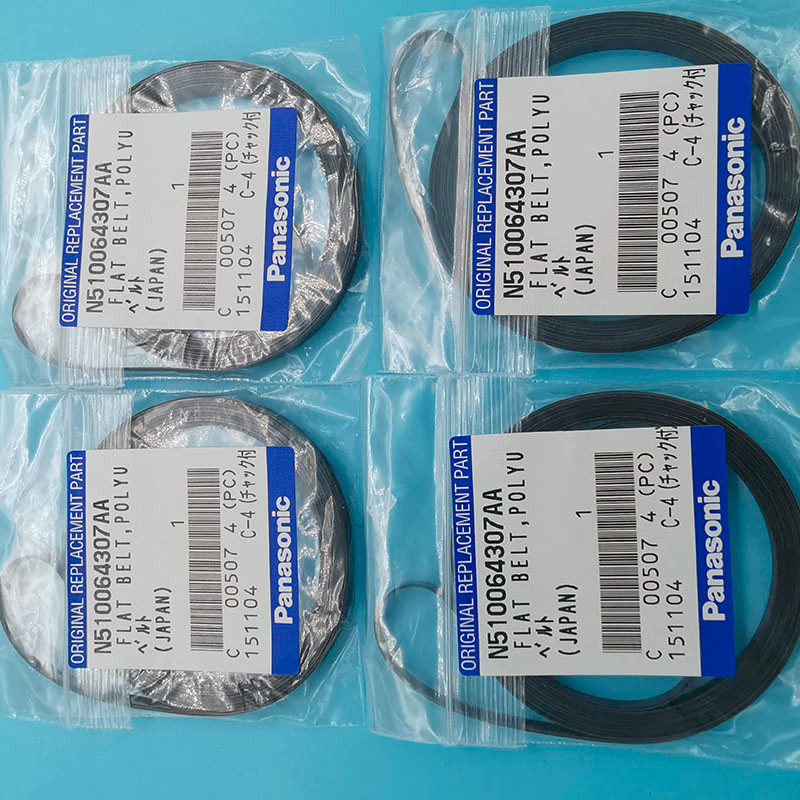 ORIGINAL REPLACEMENT PART
N510064307AA
FLAT BELT,POLYU
ベルト 1
(JAPAN)
C 00507 4 (PC)
151104 C-4(チャック付
Panasonic
ORIGINAL REPLACEMENT PART
N510064307AA
FLAT BELT,POLYU
ベルト 1
(JAPAN)
C 00507 4 (PC)
151104 C-4(チャック付
Panasonic
ORIGINAL REPLACEMENT PART
N510064307AA
FLAT BELT,POLYU
ベルト 1
(JAPAN)
C 00507 4 (PC)
151104 C-4(チャック付
Panasonic
ORIGINAL REPLACEMENT PART
N510064307AA
FLAT BELT,POLYU
ベルト 1
(JAPAN)
C 00507 4 (PC)
151104 C-4(チャック付)
Panasonic